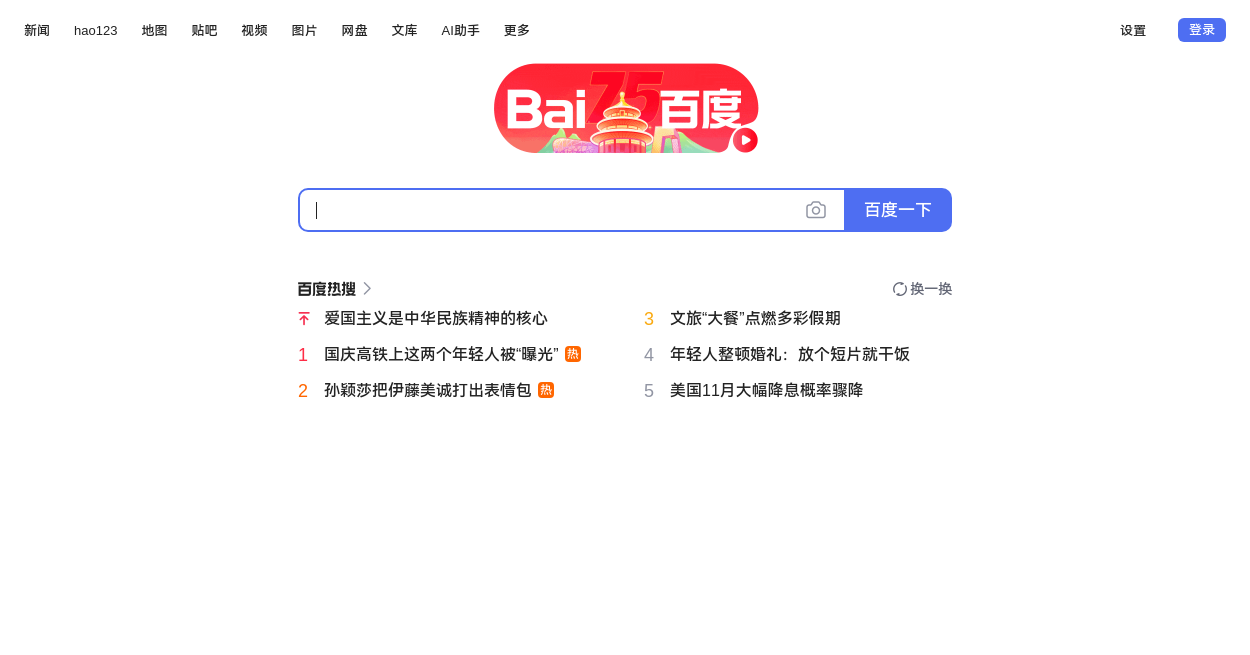 新闻 hao123 地图 贴吧 视频 图片 网盘 文库 AI助手 更多 设置 登录
Bai 75 百度
百度一下
百度热搜 换一换
爱国主义是中华民族精神的核心
1 国庆高铁上这两个年轻人被“曝光” 热
2 孙颖莎把伊藤美诚打出表情包 热
3 文旅“大餐”点燃多彩假期
4 年轻人整顿婚礼：放个短片就干饭
5 美国11月大幅降息概率骤降